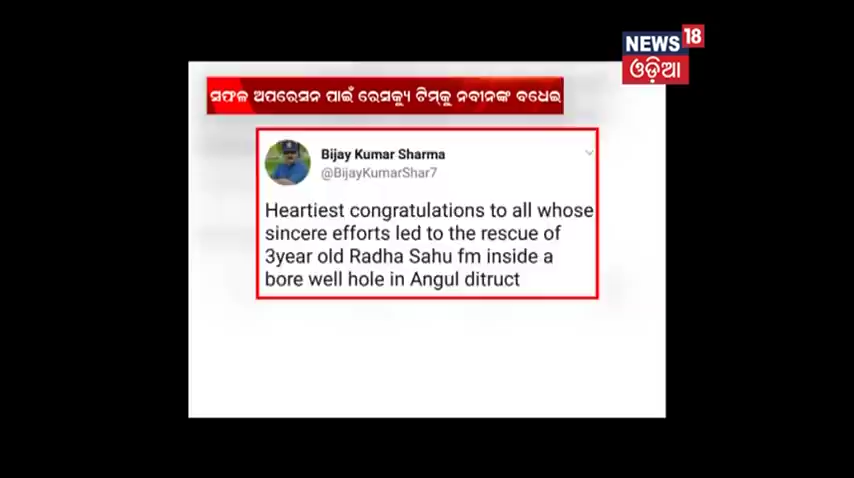 NEWS 18
ଓଡ଼ିଆ
ସଫଳ ଅପରେସନ ପାଇଁ ରେସକ୍ୟୁ ଟିମ୍‌କୁ ନବୀନଙ୍କ ବଧେଇ
Bijay Kumar Sharma
@BijayKumarShar7
Heartiest congratulations to all whose
sincere efforts led to the rescue of
3year old Radha Sahu fm inside a
bore well hole in Angul ditruct